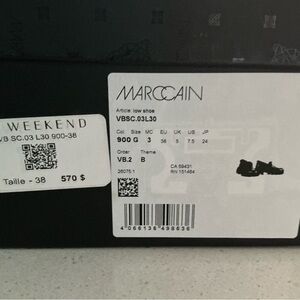 WEEKEND
VB SC.03 L30.900-38
Taille - 38
570 $
MARCCAIN
Article low shoe
VBSC.03L30
Col Size MC EU UK US JP
900 G 3 38 5 7.5 24
Order Theme
VB.2 B
26075.1
CA 59431
RN 151464
4 066136 498636